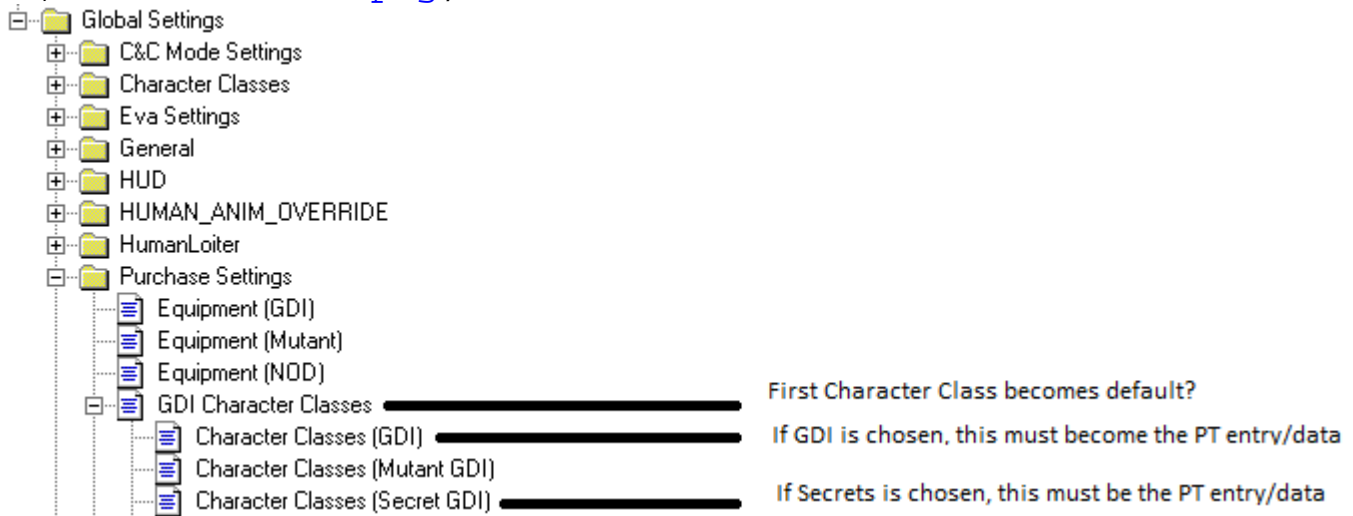 Global Settings
C&C Mode Settings
Character Classes
Eva Settings
General
HUD
HUMAN_ANIM_OVERRIDE
HumanLoiter
Purchase Settings
Equipment (GDI)
Equipment (Mutant)
Equipment (NOD)
GDI Character Classes First Character Class becomes default?
Character Classes (GDI) If GDI is chosen, this must become the PT entry/data
Character Classes (Mutant GDI)
Character Classes (Secret GDI) If Secrets is chosen, this must be the PT entry/data